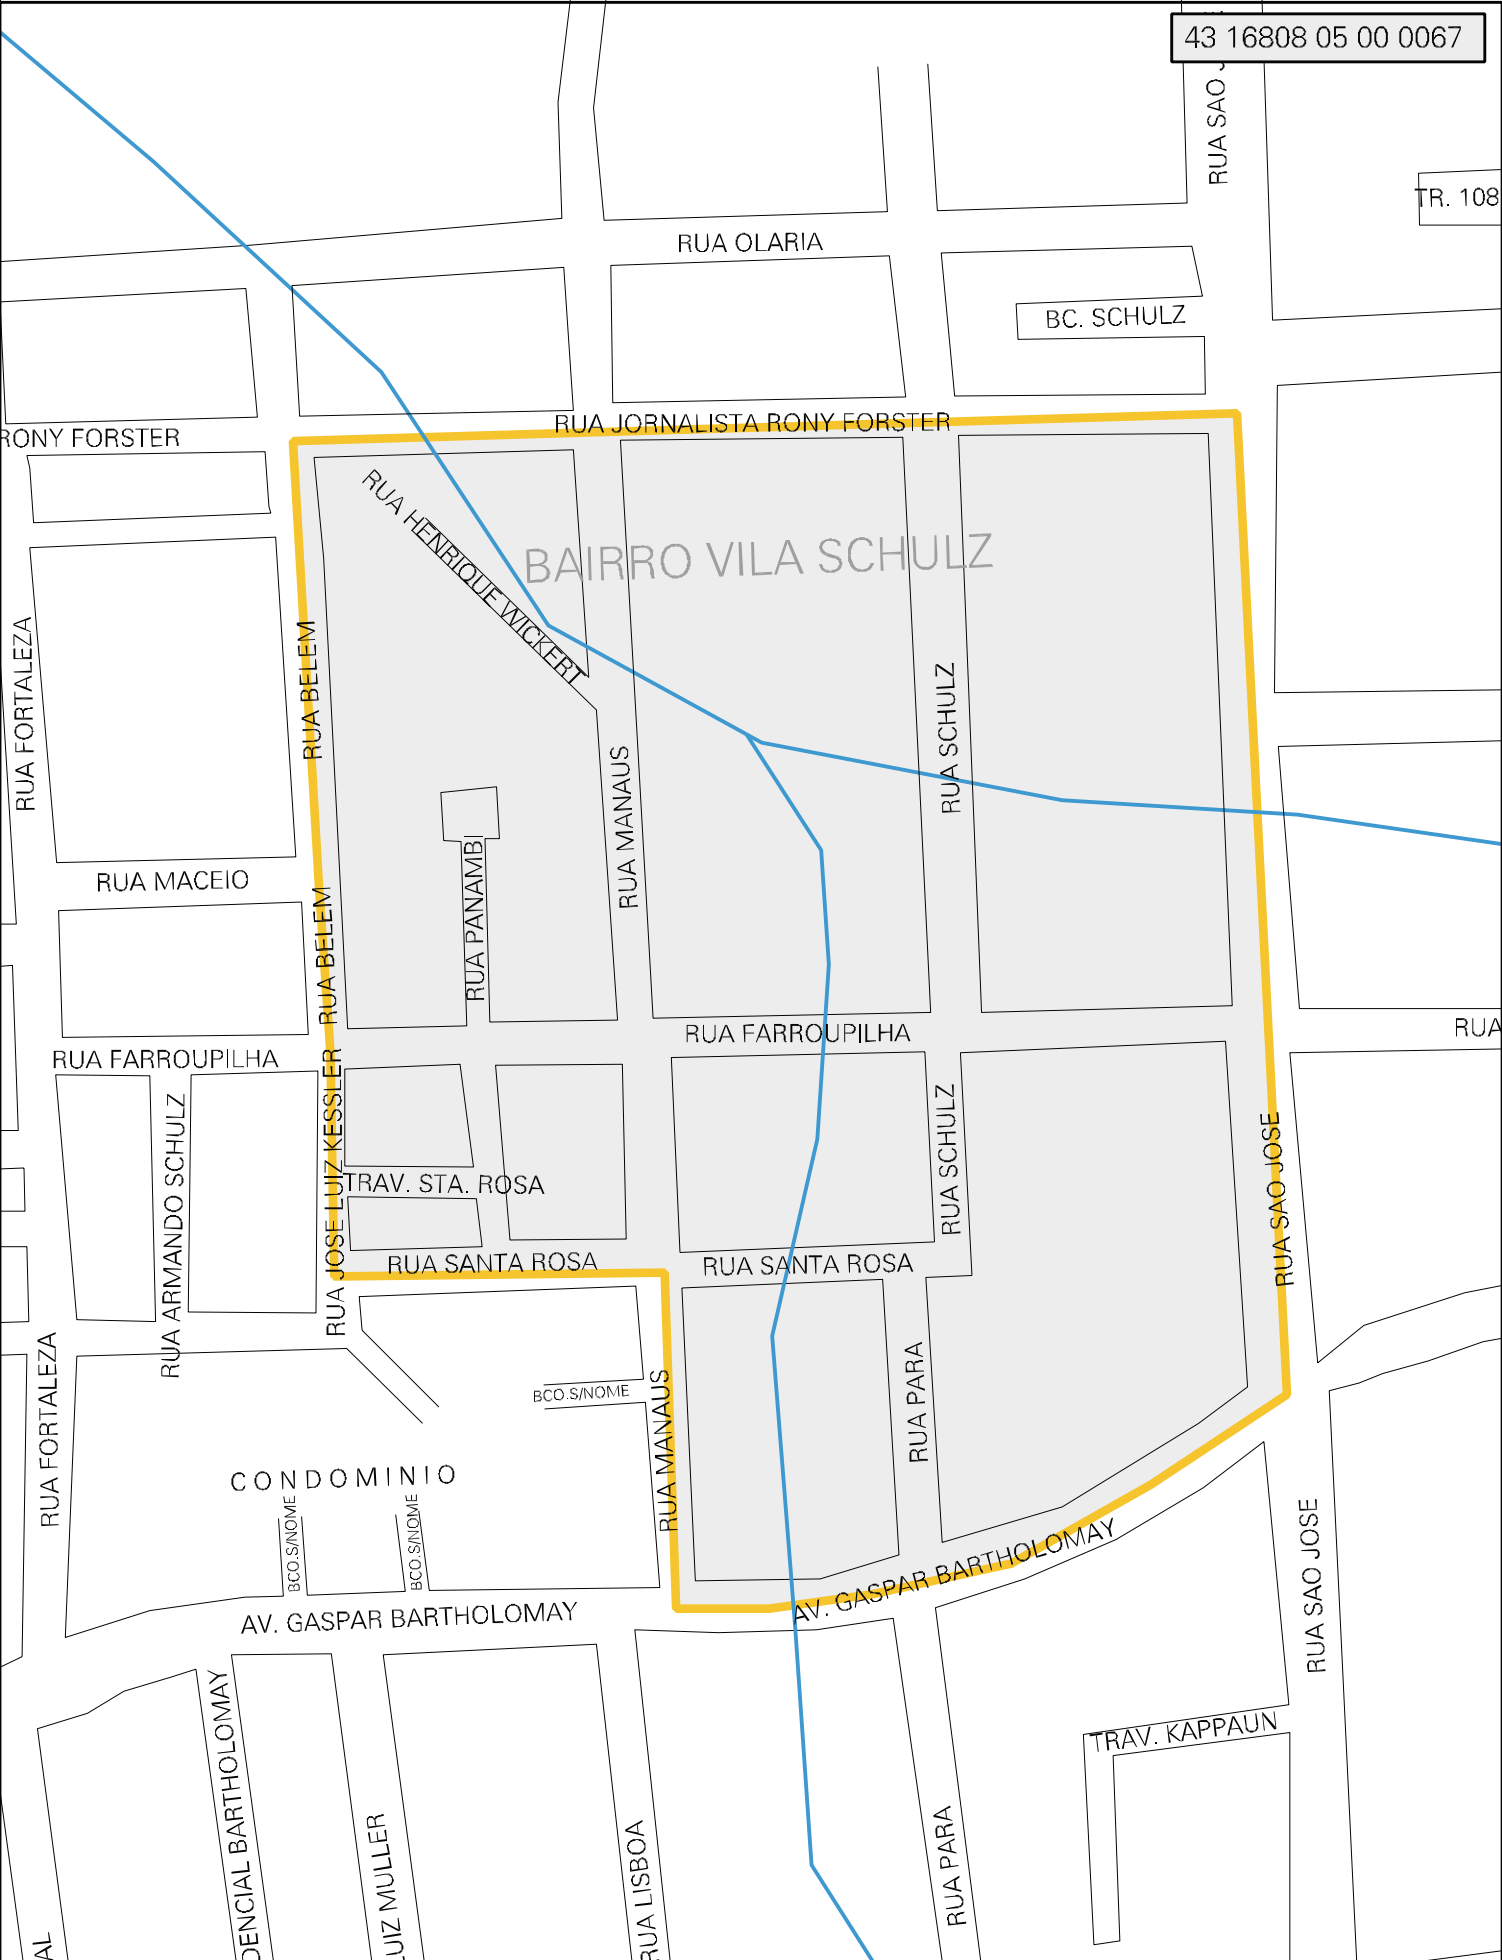 43 16808 05 00 0067
RUA SAO J
TR. 108
RUA OLARIA
BC. SCHULZ
RUA JORNALISTA RONY FORSTER
RONY FORSTER
RUA HENRIQUE WICKERT
BAIRRO VILA SCHULZ
RUA FORTALEZA
RUA BELEM
RUA SCHULZ
RUA MANAUS
RUA PANAMBI
RUA MACEIO
RUA BELEM
RUA FARROUPILHA
RUA
RUA FARROUPILHA
RUA JOSE LUIZ KESSLER
RUA ARMANDO SCHULZ
RUA SCHULZ
RUA SAO JOSE
TRAV. STA. ROSA
RUA SANTA ROSA
RUA SANTA ROSA
RUA FORTALEZA
RUA PARA
BCO.S/NOME
RUA MANAUS
CONDOMINIO
BCO.S/NOME
BCO.S/NOME
AV. GASPAR BARTHOLOMAY
AV. GASPAR BARTHOLOMAY
RUA SAO JOSE
TRAV. KAPPAUN
DENCIAL BARTHOLOMAY
LUIZ MULLER
RUA LISBOA
RUA PARA
AL